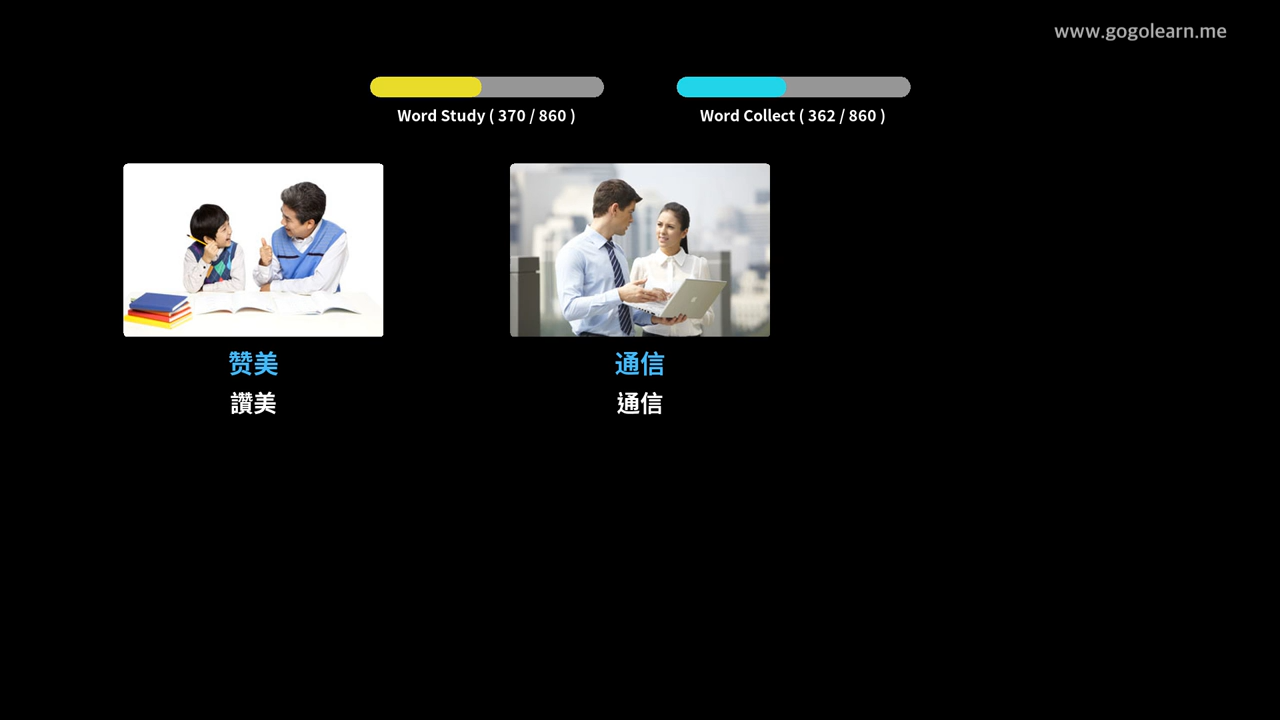 www.gogolearn.me
Word Study ( 370 / 860 )
Word Collect ( 362 / 860 )
赞美
讚美
通信
通信